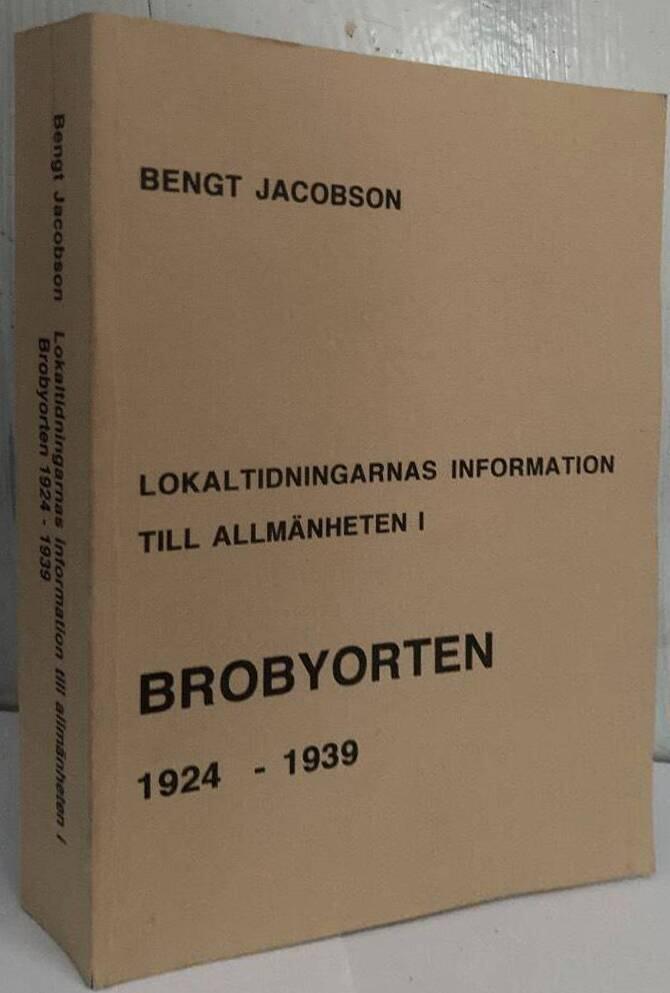 BENGT JACOBSON
LOKALTIDNINGARNAS INFORMATION
TILL ALLMÄNHETEN I
BROBYORTEN
1924 - 1939
Bengt Jacobson Lokaltidningarnas information till allmänheten I
Brobyorten 1924 - 1939